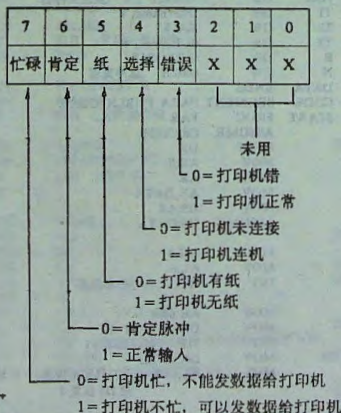 7 6 5 4 3 2 1 0
忙碌 肯定 纸 选择 错误 X X X
未用
0=打印机错
1=打印机正常
0=打印机未连接
1=打印机连机
0=打印机有纸
1=打印机无纸
0=肯定脉冲
1=正常输入
0=打印机忙，不能发数据给打印机
1=打印机不忙，可以发数据给打印机